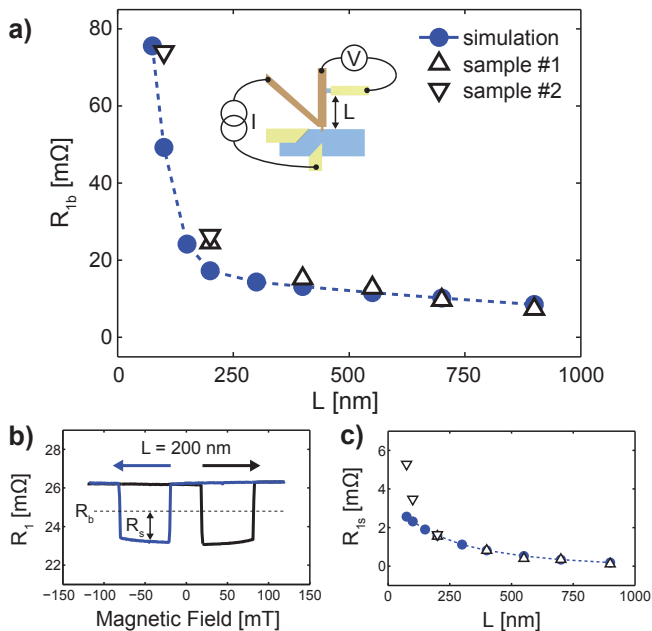 a)
80
60
40
20
0
R1b [mΩ]
0
250
500
750
1000
L [nm]
simulation
sample #1
sample #2
V
I
L
b)
28
26
24
22
R1 [mΩ]
L = 200 nm
Rb
Rs
−150
−100
−50
0
50
100
150
Magnetic Field [mT]
c)
6
4
2
0
R1s [mΩ]
0
250
500
750
1000
L [nm]